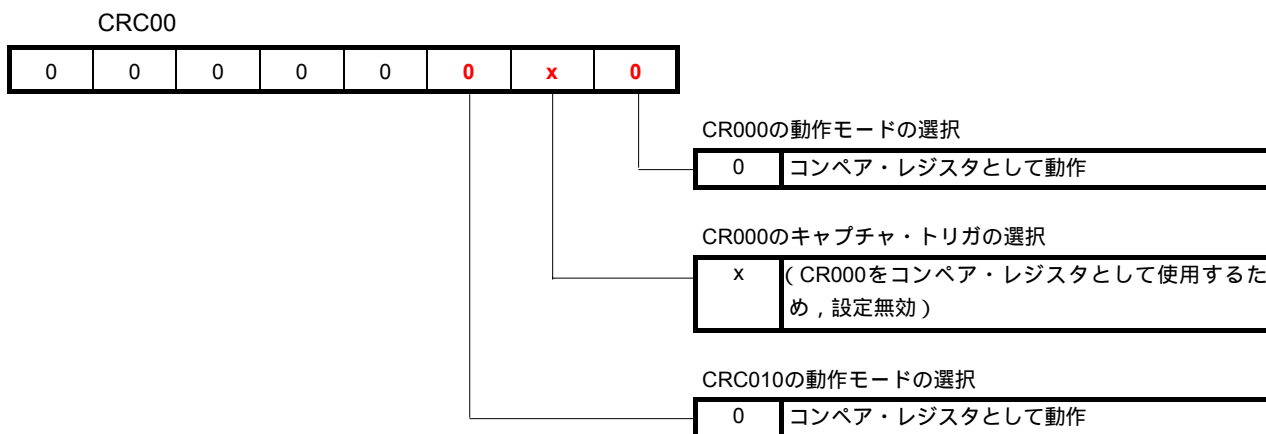 CRC00
0 0 0 0 0 0 x 0
CR000の動作モードの選択
0 コンペア・レジスタとして動作
CR000のキャプチャ・トリガの選択
x (CR000をコンペア・レジスタとして使用するた
め,設定無効)
CRC010の動作モードの選択
0 コンペア・レジスタとして動作